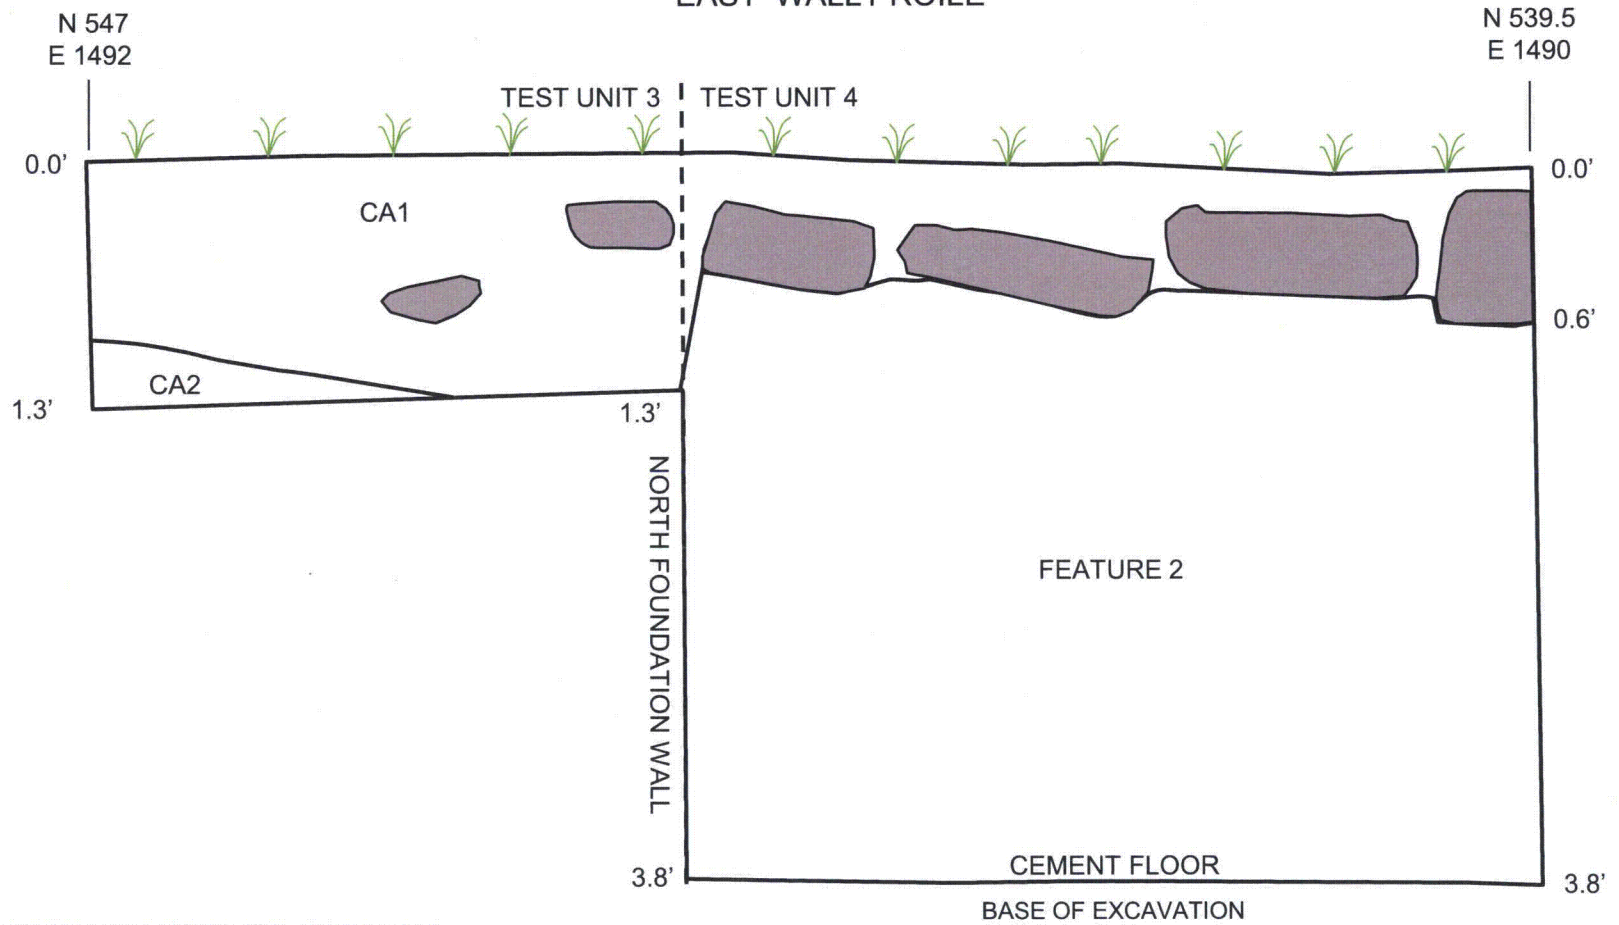 N 547
E 1492
N 539.5
E 1490
TEST UNIT 3
TEST UNIT 4
0.0'
0.0'
CA1
0.6'
CA2
1.3'
1.3'
NORTH FOUNDATION WALL
FEATURE 2
3.8'
CEMENT FLOOR
3.8'
BASE OF EXCAVATION